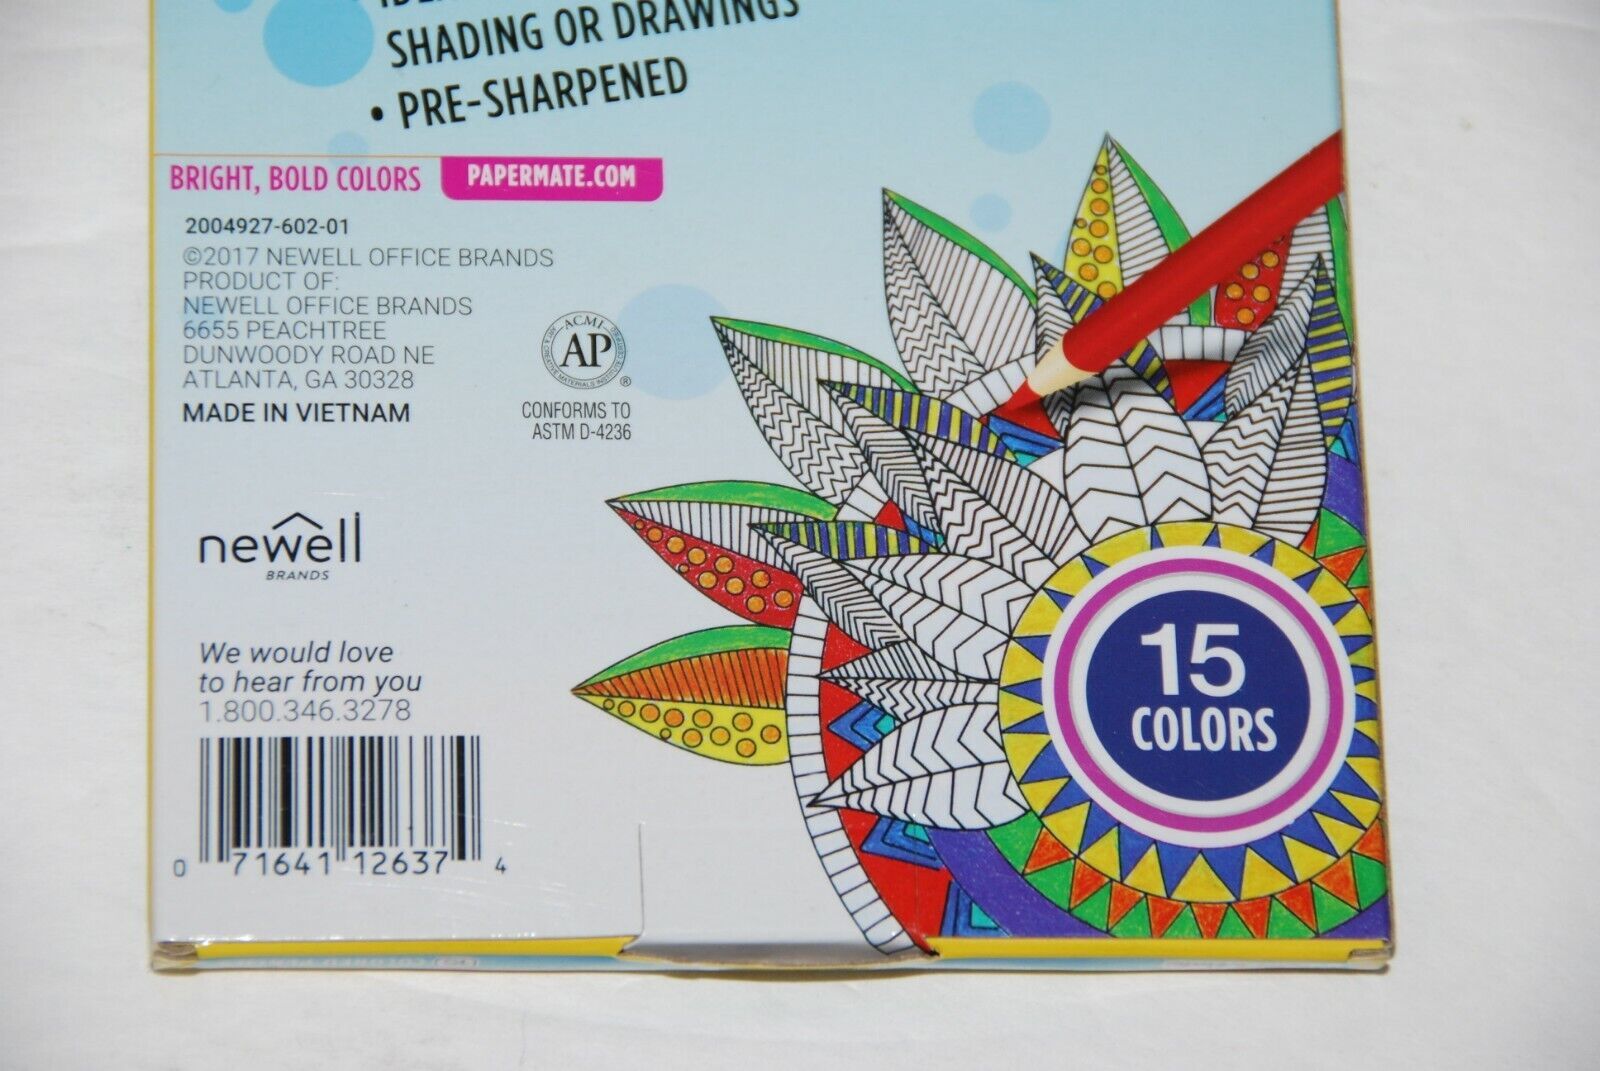 SHADING OR DRAWINGS
• PRE-SHARPENED
BRIGHT, BOLD COLORS
PAPERMATE.COM
2004927-602-01
©2017 NEWELL OFFICE BRANDS
PRODUCT OF:
NEWELL OFFICE BRANDS
6655 PEACHTREE
DUNWOODY ROAD NE
ATLANTA, GA 30328
MADE IN VIETNAM
ACMI
AP
®
CONFORMS TO
ASTM D-4236
newell
BRANDS
We would love
to hear from you
1.800.346.3278
0 71641 12637 4
15
COLORS